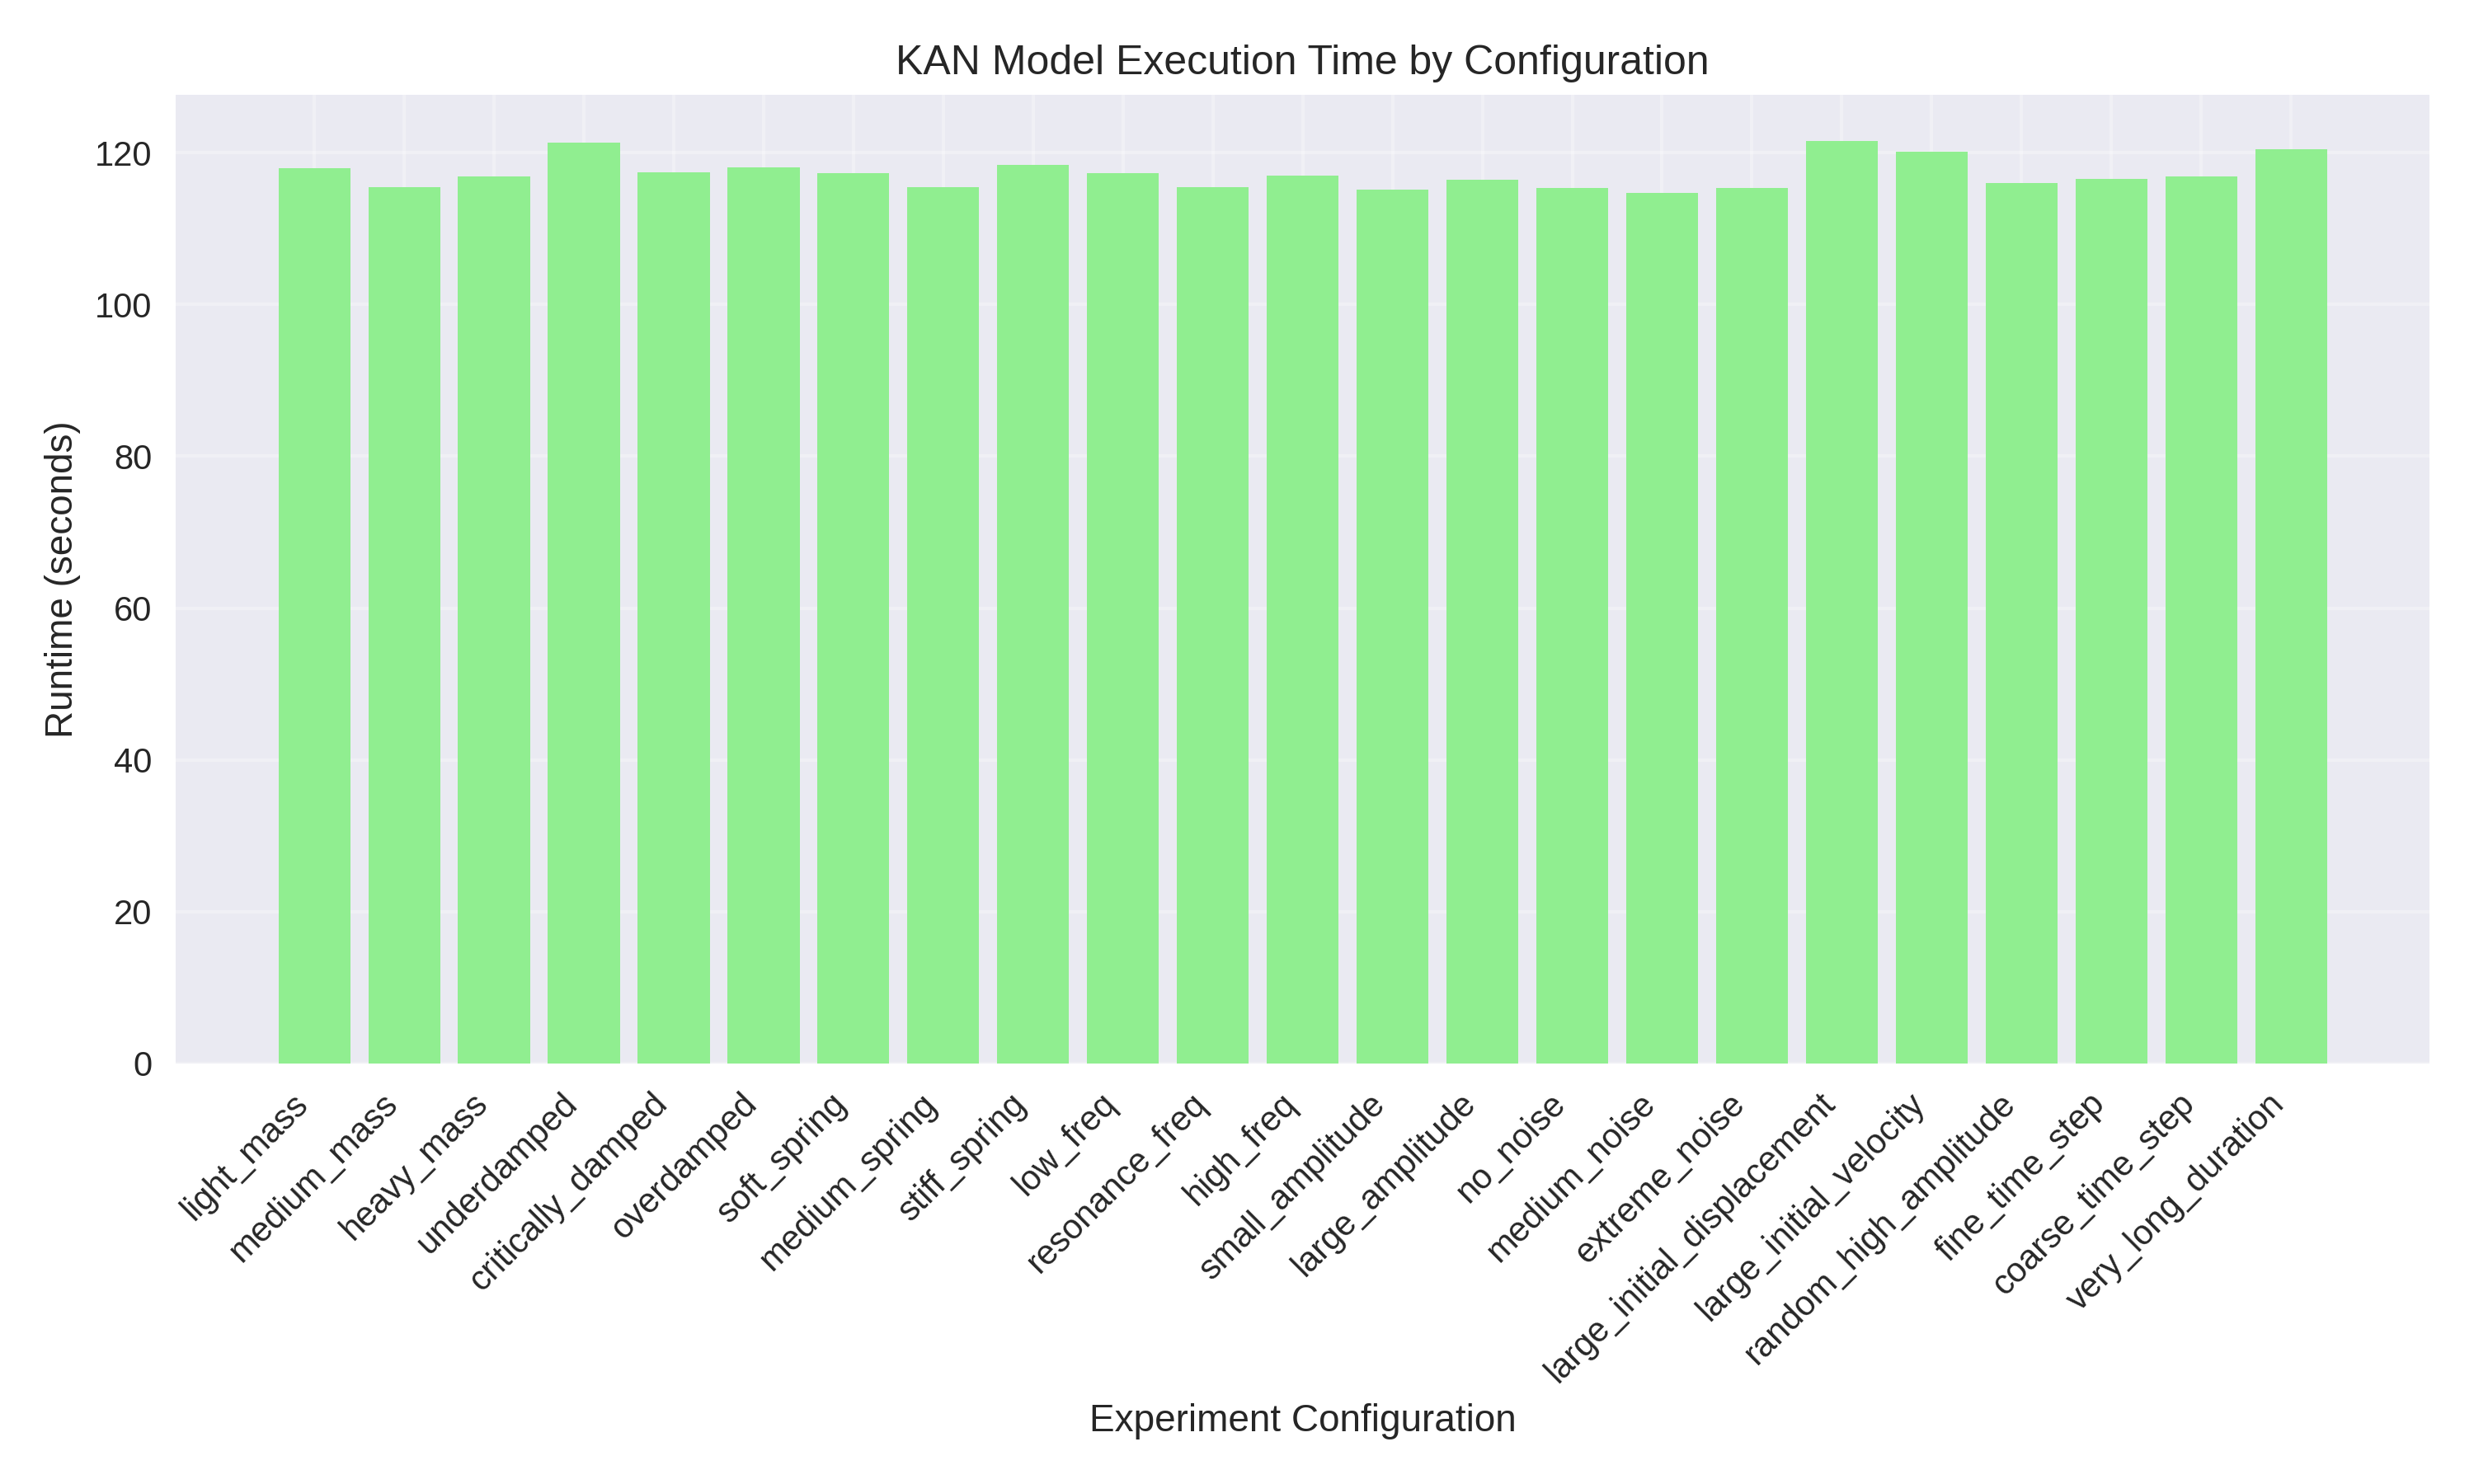 KAN Model Execution Time by Configuration
Runtime (seconds)
120
100
80
60
40
20
0
light_mass
medium_mass
heavy_mass
underdamped
critically_damped
overdamped
soft_spring
medium_spring
stiff_spring
low_freq
resonance_freq
high_freq
small_amplitude
large_amplitude
no_noise
medium_noise
extreme_noise
large_initial_displacement
large_initial_velocity
random_high_amplitude
fine_time_step
coarse_time_step
very_long_duration
Experiment Configuration